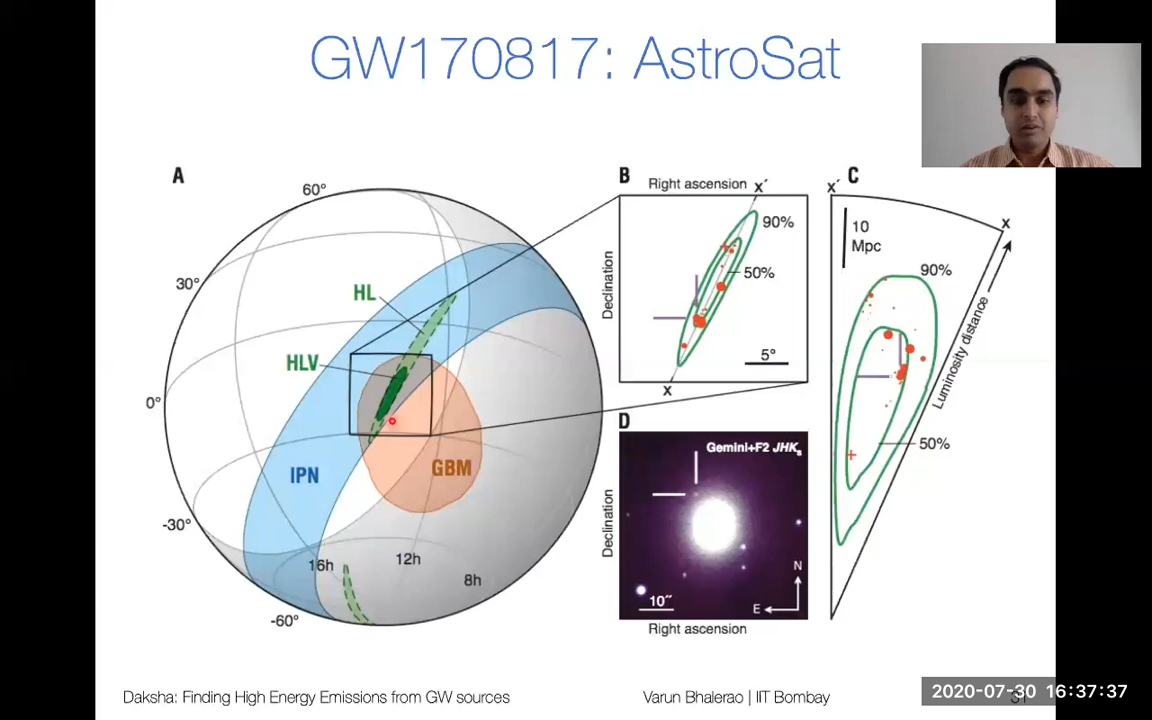 GW170817: AstroSat
A
60°
30°
0°
-30°
-60°
HL
HLV
IPN
GBM
16h
12h
8h
B
Right ascension
x´
Declination
90%
50%
5°
x
C
x´
x
10
Mpc
90%
50%
Luminosity distance
D
Gemini+F2 JHKs
Declination
10″
N
E
Right ascension
Daksha: Finding High Energy Emissions from GW sources
Varun Bhalerao | IIT Bombay
2020-07-30 16:37:37